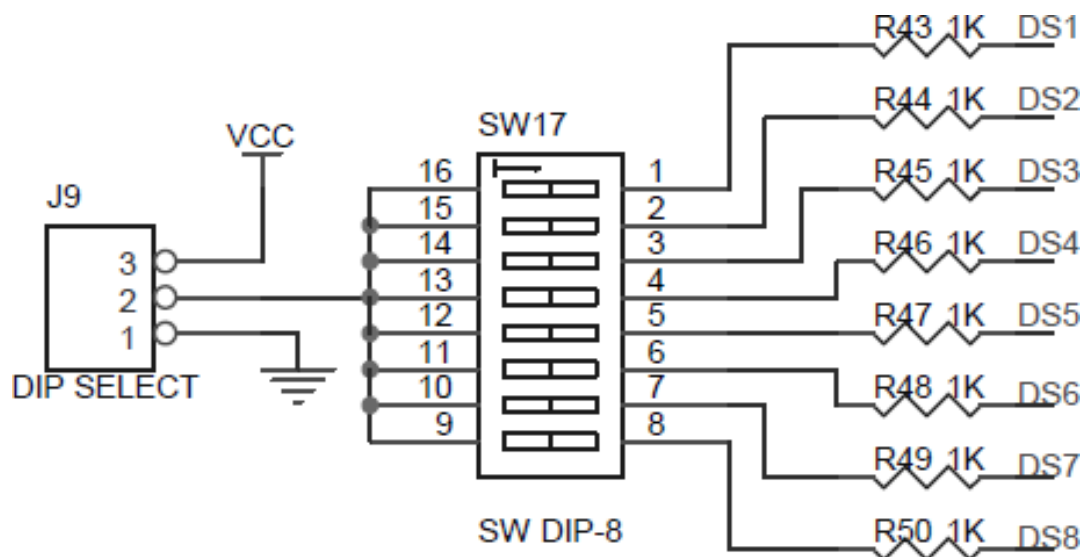 R43 1K DS1
R44 1K DS2
SW17
VCC
16 1 R45 1K DS3
J9
15 2
14 3 R46 1K DS4
3
13 4
2
12 5 R47 1K DS5
1
11 6
DIP SELECT
10 7 R48 1K DS6
9 8
R49 1K DS7
SW DIP-8
R50 1K DS8